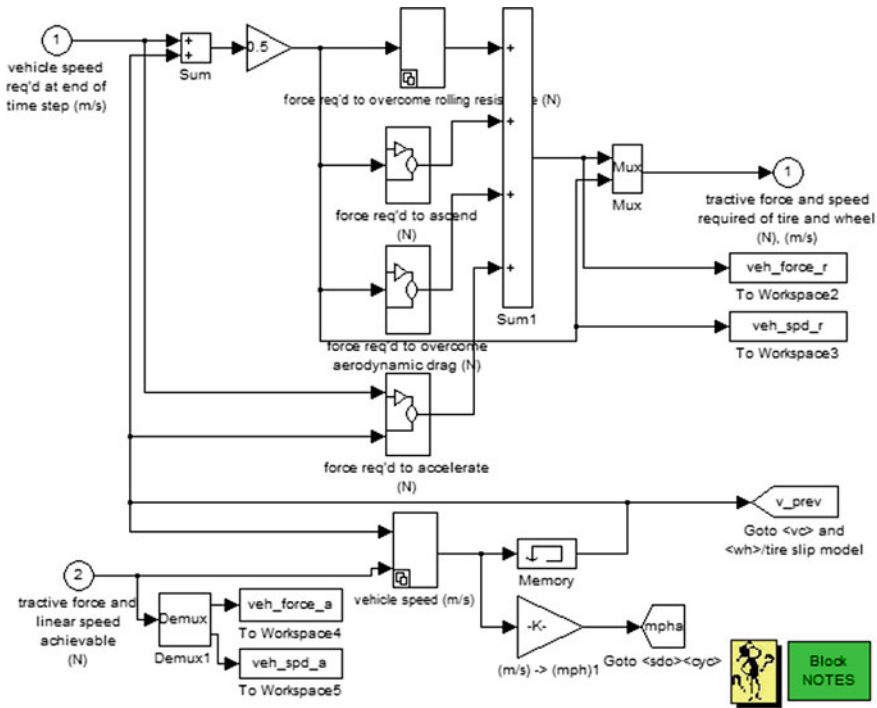 1
vehicle speed
req'd at end of
time step (m/s)
+
+
Sum
0.5
force req'd to overcome rolling resis e (N)
force req'd to ascend
(N)
force req'd to overcome
aerodynamic drag (N)
force req'd to accelerate
(N)
+
+
+
+
Sum1
Mux
Mux
1
tractive force and speed
required of tire and wheel
(N), (m/s)
veh_force_r
To Workspace2
veh_spd_r
To Workspace3
v_prev
Goto <vc> and
<wh>/tire slip model
2
tractive force and
linear speed
achievable
(N)
Demux
Demux1
veh_force_a
To Workspace4
veh_spd_a
To Workspace5
vehicle speed (m/s)
Memory
-K-
(m/s) -> (mph)1
mpha
Goto <sdo><cyc>
Block
NOTES